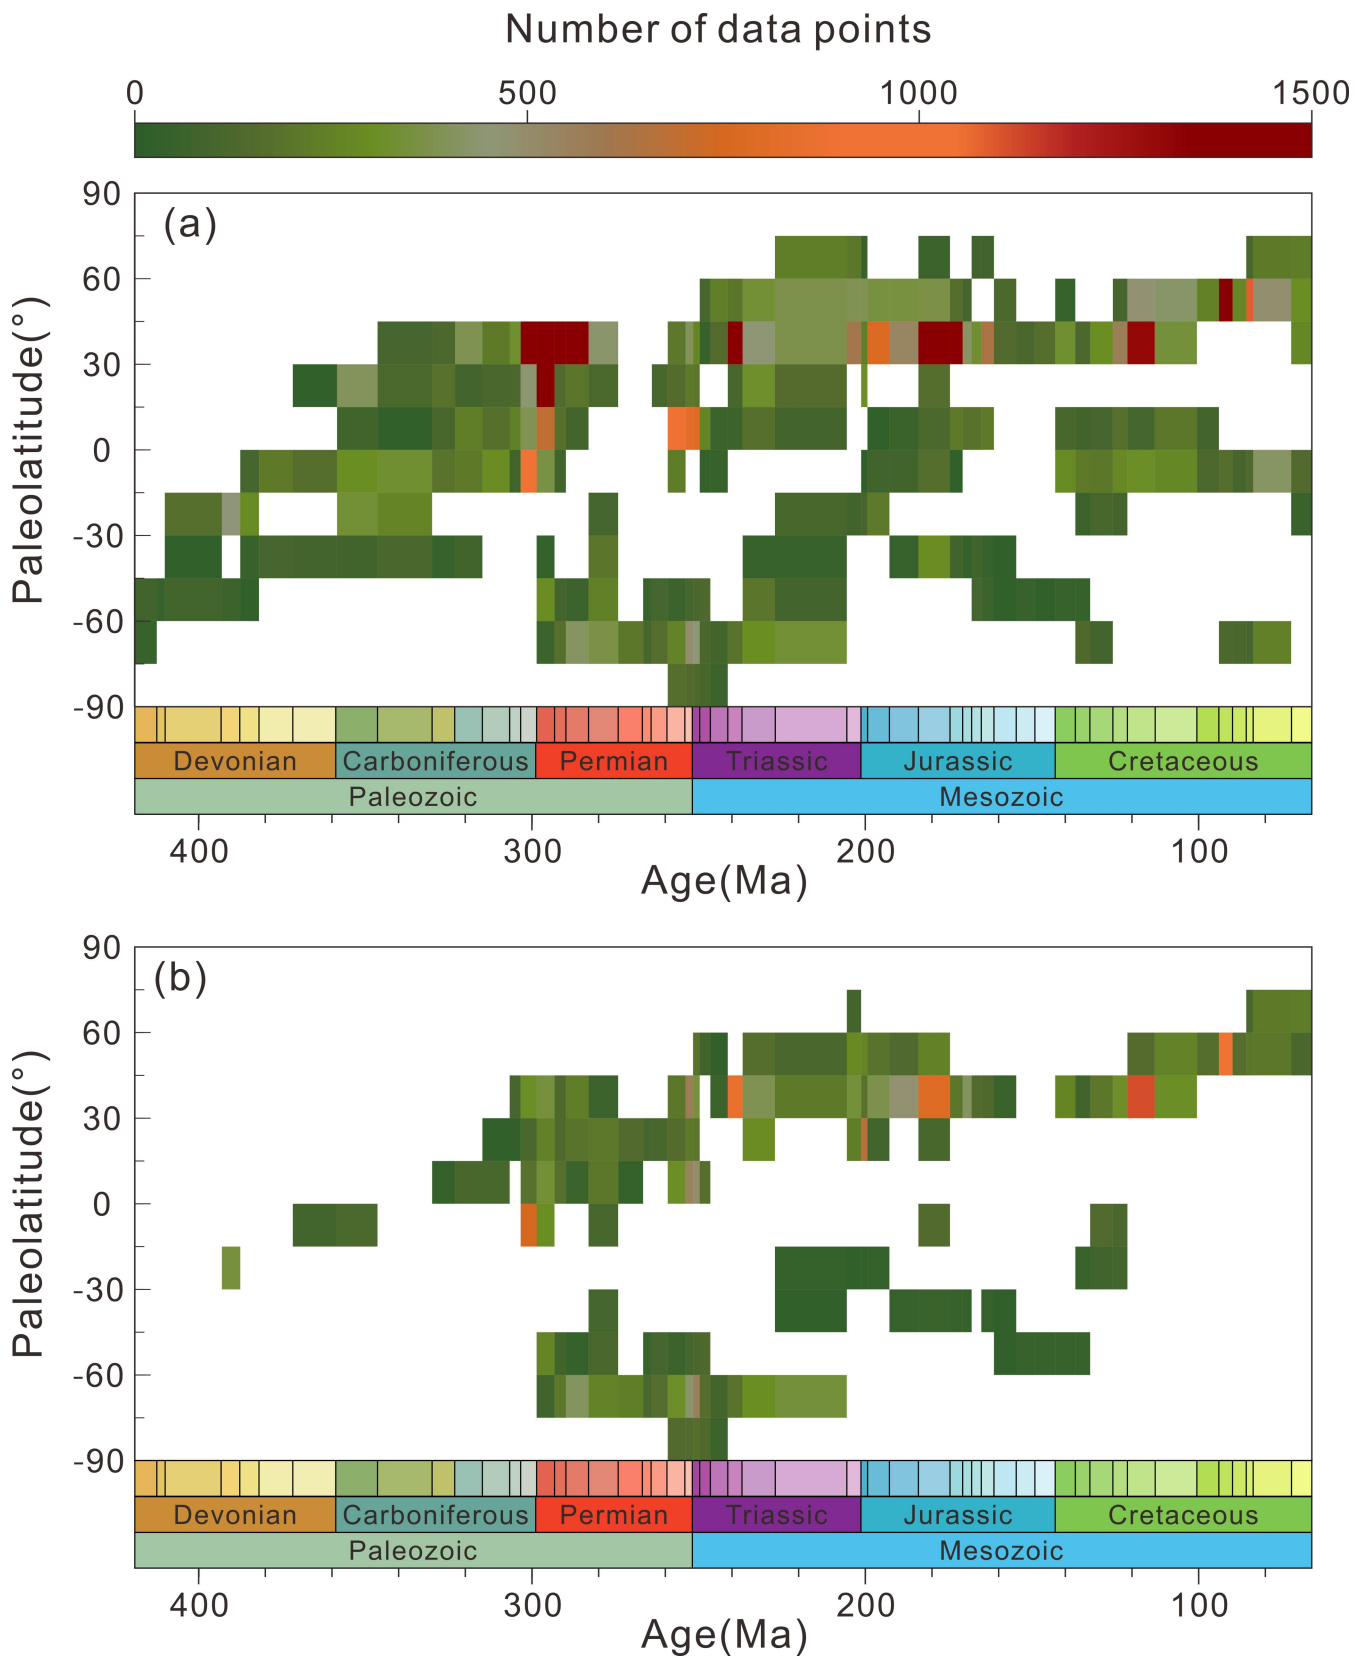 Number of data points
0 500 1000 1500
(a)
90
60
30
0
-30
-60
-90
Paleolatitude(°)
Devonian Carboniferous Permian Triassic Jurassic Cretaceous
Paleozoic Mesozoic
400 300 200 100
Age(Ma)
(b)
90
60
30
0
-30
-60
-90
Paleolatitude(°)
Devonian Carboniferous Permian Triassic Jurassic Cretaceous
Paleozoic Mesozoic
400 300 200 100
Age(Ma)